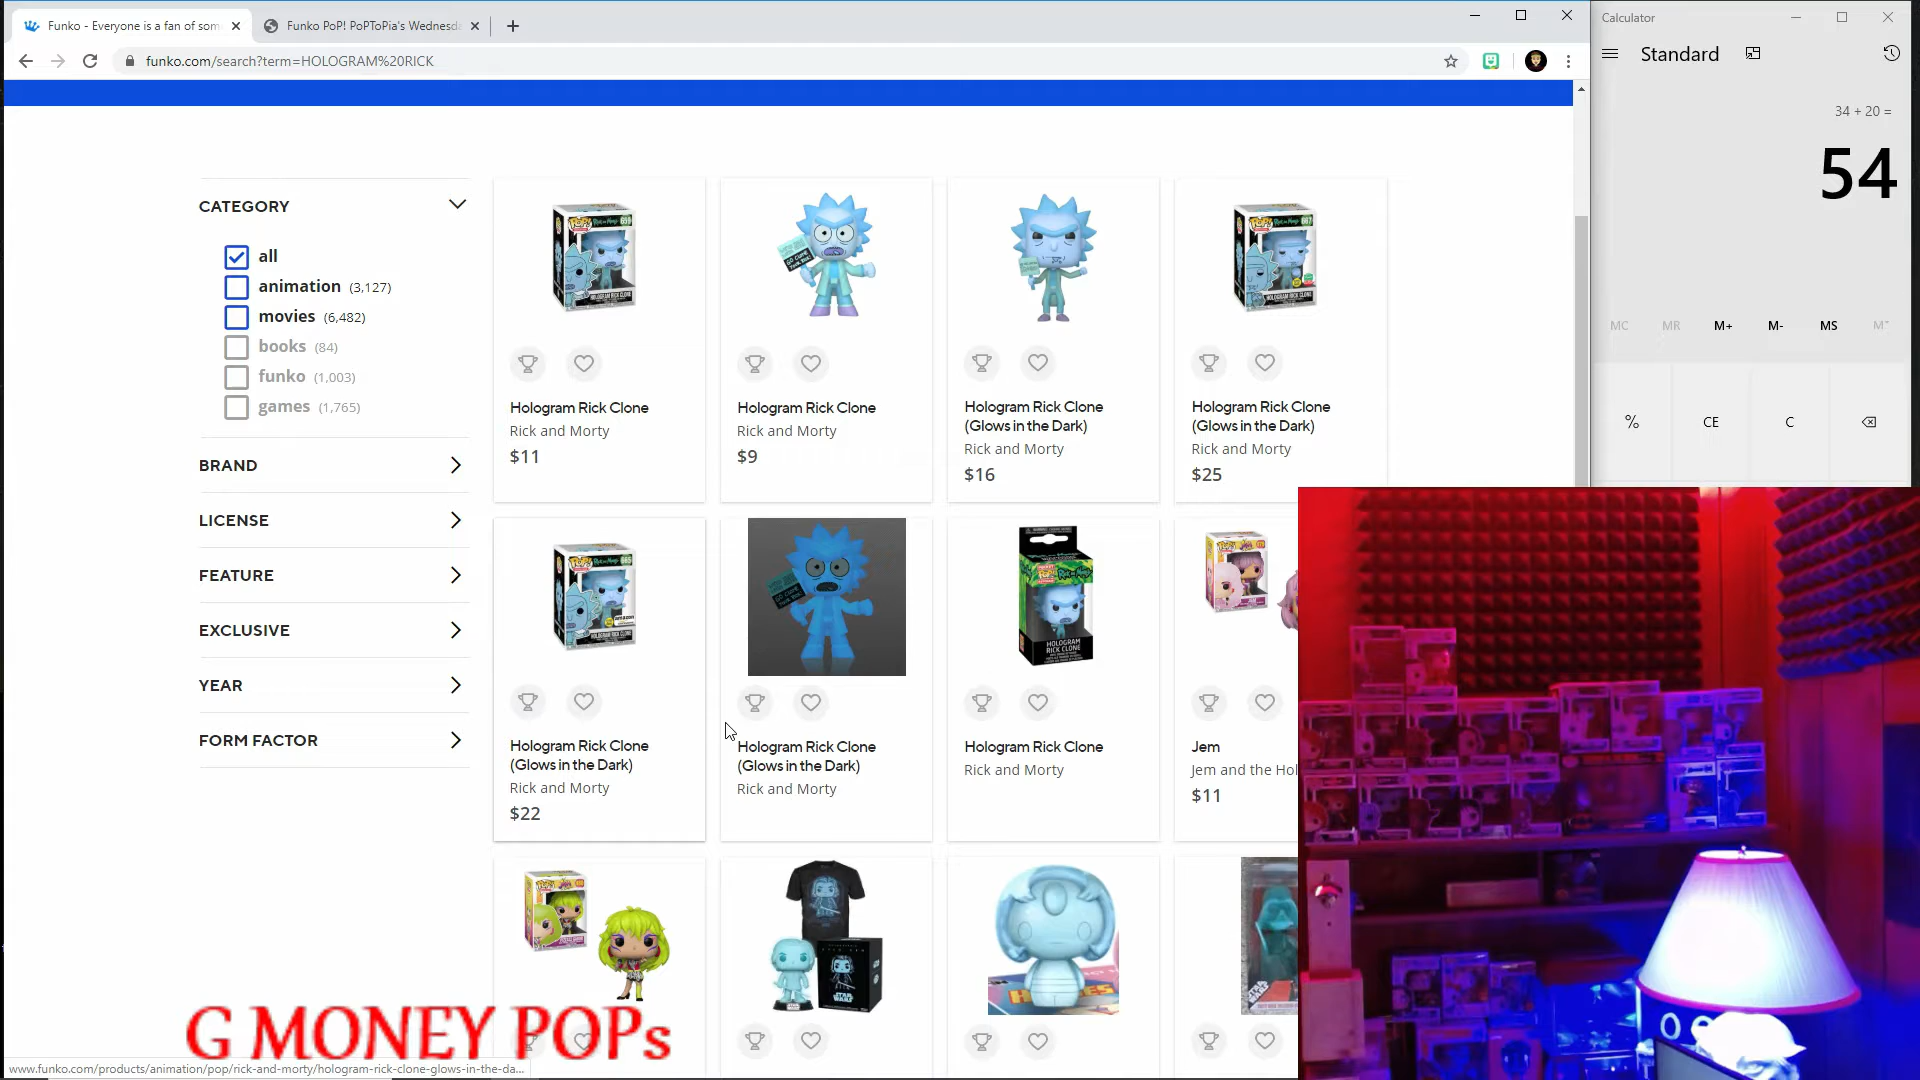 Funko - Everyone is a fan of som
Funko PoP! PoPToPia's Wednesda
funko.com/search?term=HOLOGRAM%20RICK
Calculator
Standard
34 + 20 =
54
MC MR M+ M- MS M˅
% CE C
CATEGORY
all
animation (3,127)
movies (6,482)
books (84)
funko (1,003)
games (1,765)
BRAND
LICENSE
FEATURE
EXCLUSIVE
YEAR
FORM FACTOR
Hologram Rick Clone
Rick and Morty
$11
Hologram Rick Clone
Rick and Morty
$9
Hologram Rick Clone
(Glows in the Dark)
Rick and Morty
$16
Hologram Rick Clone
(Glows in the Dark)
Rick and Morty
$25
Hologram Rick Clone
(Glows in the Dark)
Rick and Morty
$22
Hologram Rick Clone
(Glows in the Dark)
Rick and Morty
HOLOGRAM
RICK CLONE
Hologram Rick Clone
Rick and Morty
Jem
Jem and the Hol
$11
STAR
WARS
G MONEY POPs
www.funko.com/products/animation/pop/rick-and-morty/hologram-rick-clone-glows-in-the-da...